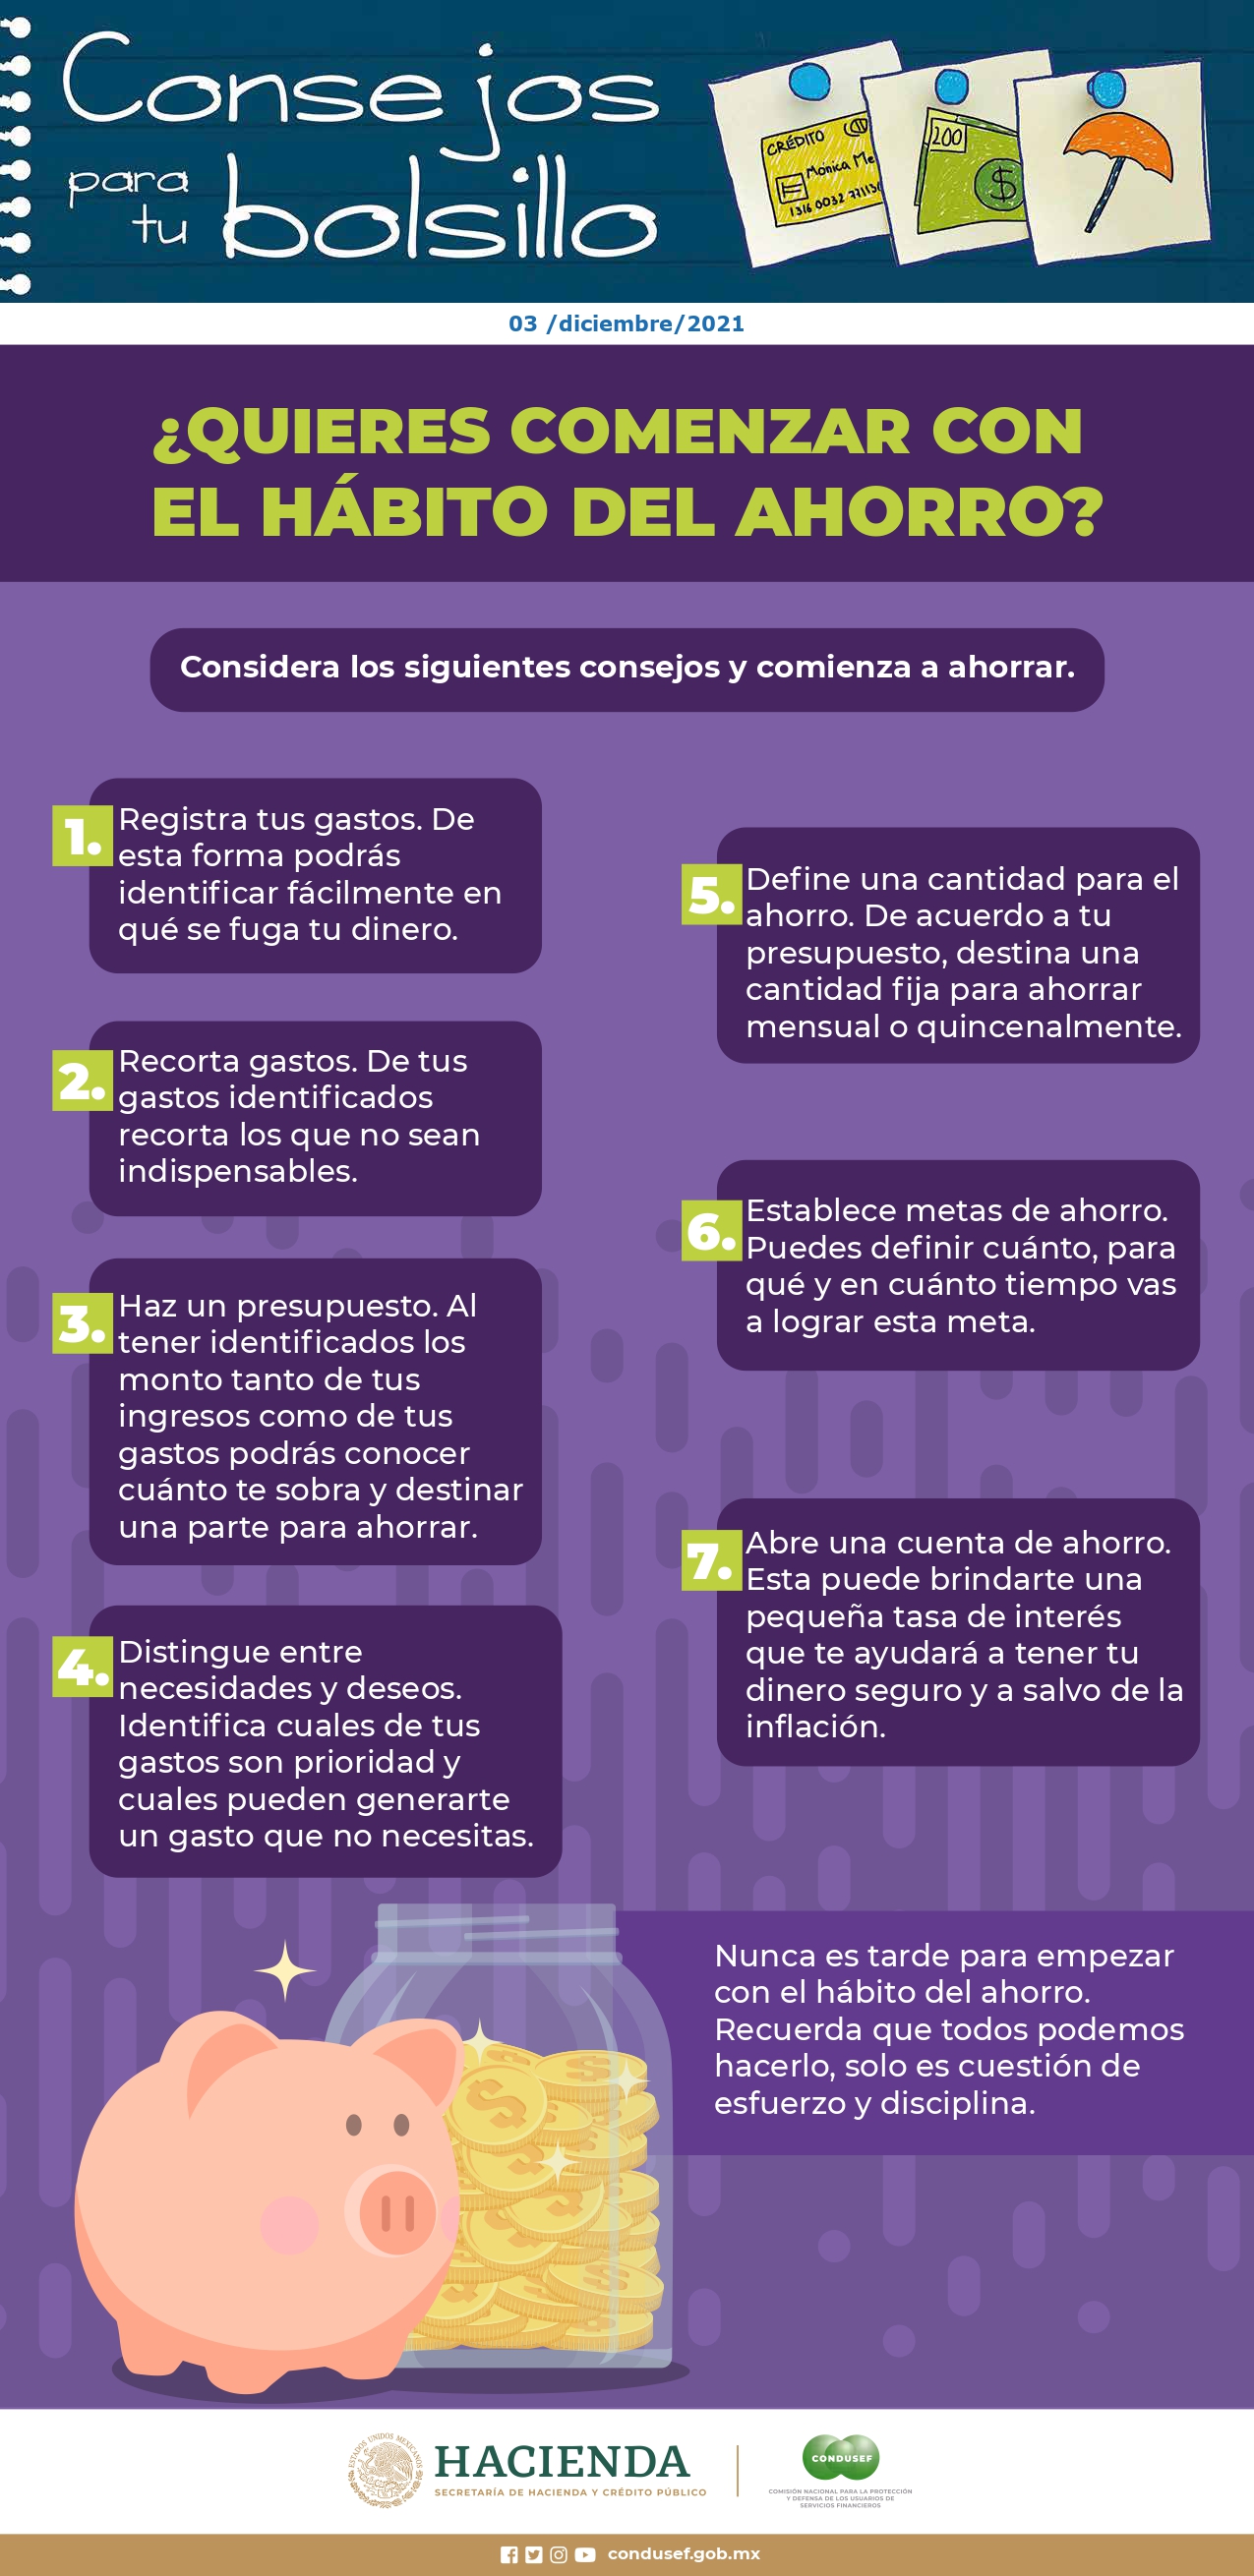 Consejos
para
tu bolsillo
CRÉDITO
Mónica Me
1316 0032 77113
200
$
03 /diciembre/2021
¿QUIERES COMENZAR CON
EL HÁBITO DEL AHORRO?
Considera los siguientes consejos y comienza a ahorrar.
1. Registra tus gastos. De
esta forma podrás
identificar fácilmente en
qué se fuga tu dinero.
2. Recorta gastos. De tus
gastos identificados
recorta los que no sean
indispensables.
3. Haz un presupuesto. Al
tener identificados los
monto tanto de tus
ingresos como de tus
gastos podrás conocer
cuánto te sobra y destinar
una parte para ahorrar.
4. Distingue entre
necesidades y deseos.
Identifica cuales de tus
gastos son prioridad y
cuales pueden generarte
un gasto que no necesitas.
5. Define una cantidad para el
ahorro. De acuerdo a tu
presupuesto, destina una
cantidad fija para ahorrar
mensual o quincenalmente.
6. Establece metas de ahorro.
Puedes definir cuánto, para
qué y en cuánto tiempo vas
a lograr esta meta.
7. Abre una cuenta de ahorro.
Esta puede brindarte una
pequeña tasa de interés
que te ayudará a tener tu
dinero seguro y a salvo de la
inflación.
Nunca es tarde para empezar
con el hábito del ahorro.
Recuerda que todos podemos
hacerlo, solo es cuestión de
esfuerzo y disciplina.
ESTADOS UNIDOS MEXICANOS
HACIENDA
SECRETARÍA DE HACIENDA Y CRÉDITO PÚBLICO
CONDUSEF
COMISIÓN NACIONAL PARA LA PROTECCIÓN
Y DEFENSA DE LOS USUARIOS DE
SERVICIOS FINANCIEROS
condusef.gob.mx